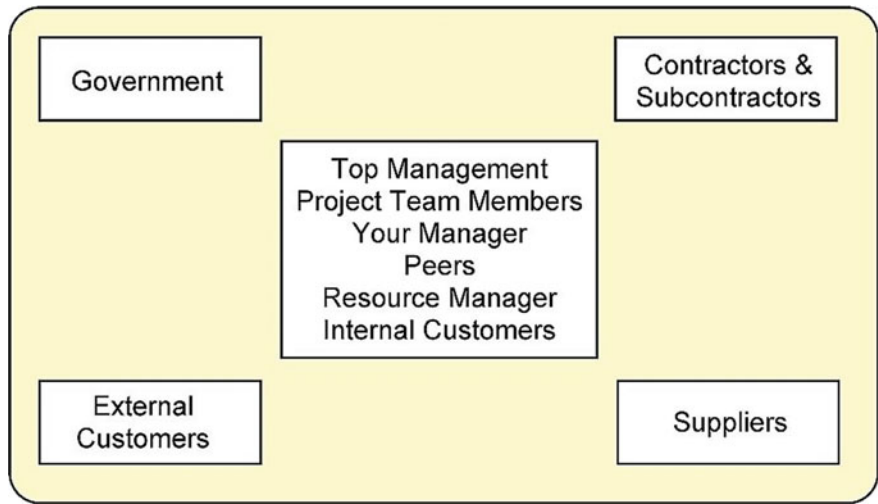 Government
Contractors &
Subcontractors
Top Management
Project Team Members
Your Manager
Peers
Resource Manager
Internal Customers
External
Customers
Suppliers